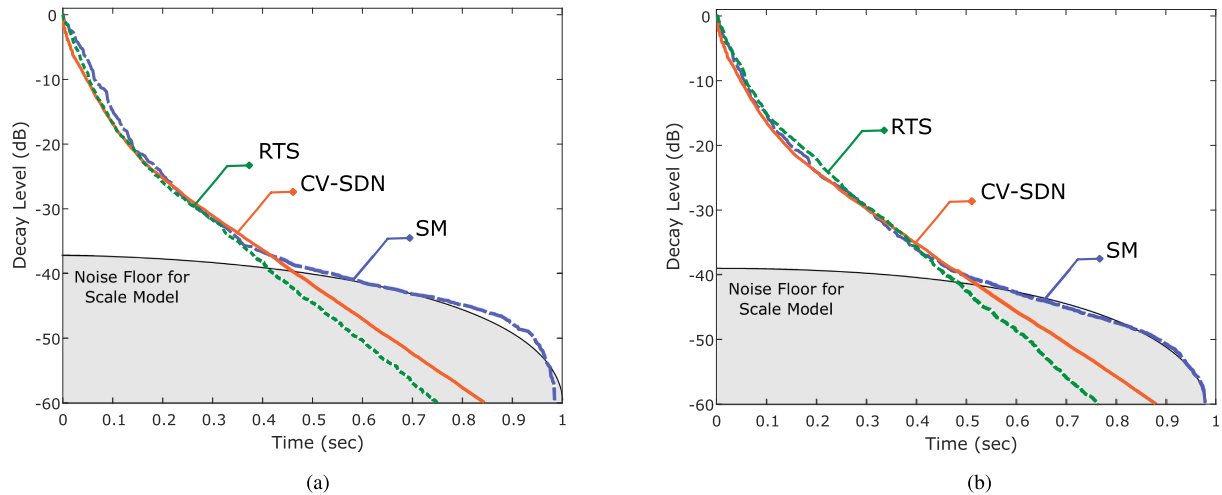 0
-10
-20
-30
-40
-50
-60
Decay Level (dB)
RTS
CV-SDN
SM
Noise Floor for
Scale Model
0 0.1 0.2 0.3 0.4 0.5 0.6 0.7 0.8 0.9 1
Time (sec)
(a)
0
-10
-20
-30
-40
-50
-60
Decay Level (dB)
RTS
CV-SDN
SM
Noise Floor for
Scale Model
0 0.1 0.2 0.3 0.4 0.5 0.6 0.7 0.8 0.9 1
Time (sec)
(b)